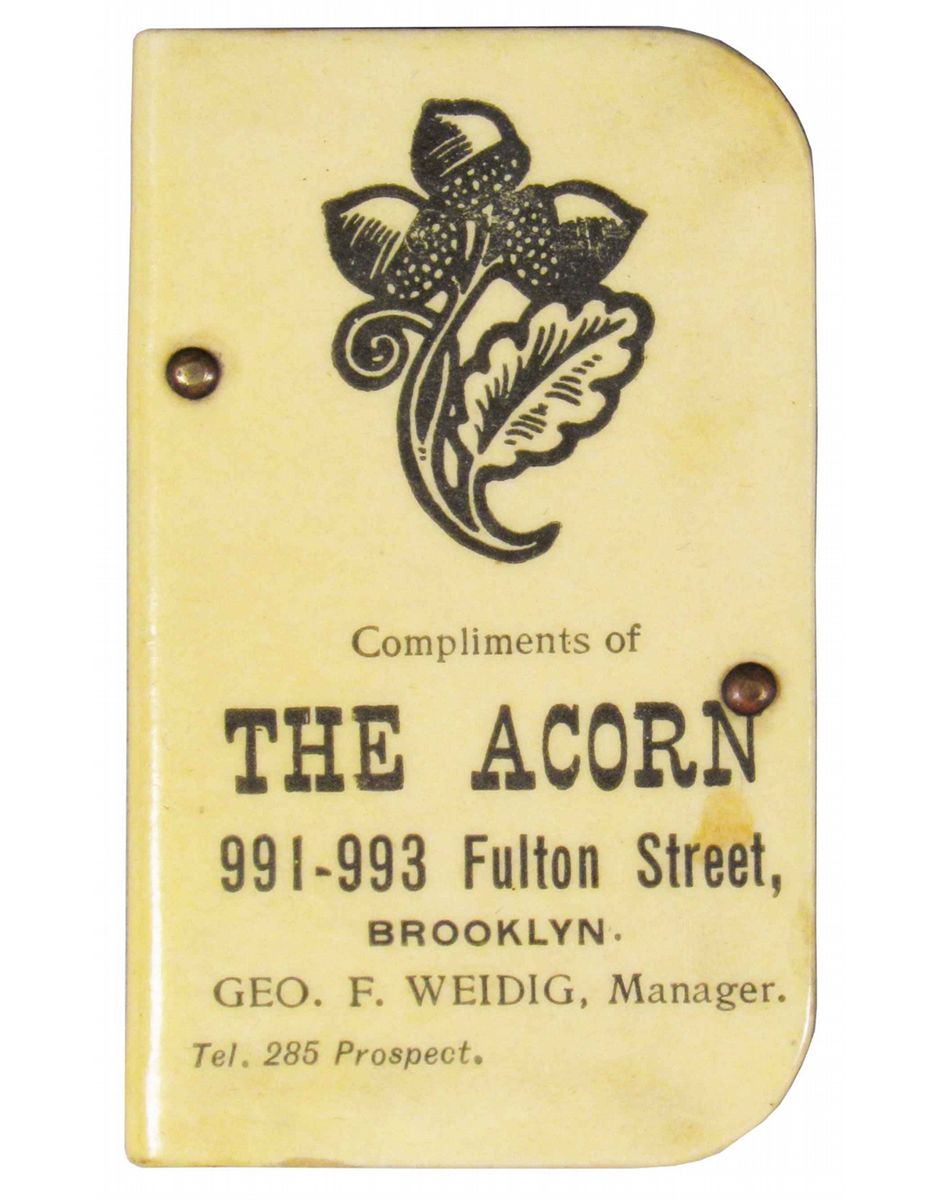 Compliments of
THE ACORN
991-993 Fulton Street,
BROOKLYN.
GEO. F. WEIDIG, Manager.
Tel. 285 Prospect.